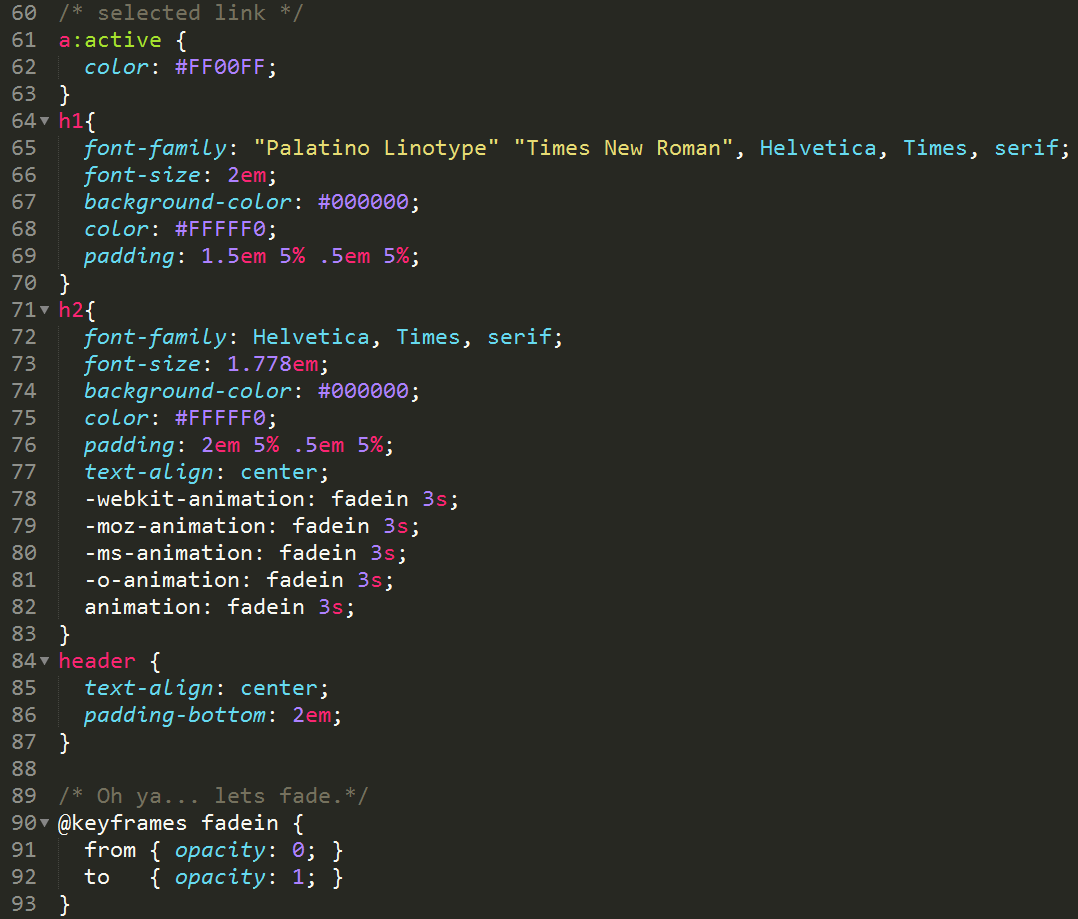 60 /* selected link */
61 a:active {
62   color: #FF00FF;
63 }
64 h1{
65   font-family: "Palatino Linotype" "Times New Roman", Helvetica, Times, serif;
66   font-size: 2em;
67   background-color: #000000;
68   color: #FFFFF0;
69   padding: 1.5em 5% .5em 5%;
70 }
71 h2{
72   font-family: Helvetica, Times, serif;
73   font-size: 1.778em;
74   background-color: #000000;
75   color: #FFFFF0;
76   padding: 2em 5% .5em 5%;
77   text-align: center;
78   -webkit-animation: fadein 3s;
79   -moz-animation: fadein 3s;
80   -ms-animation: fadein 3s;
81   -o-animation: fadein 3s;
82   animation: fadein 3s;
83 }
84 header {
85   text-align: center;
86   padding-bottom: 2em;
87 }
88
89 /* Oh ya... lets fade.*/
90 @keyframes fadein {
91   from { opacity: 0; }
92   to   { opacity: 1; }
93 }